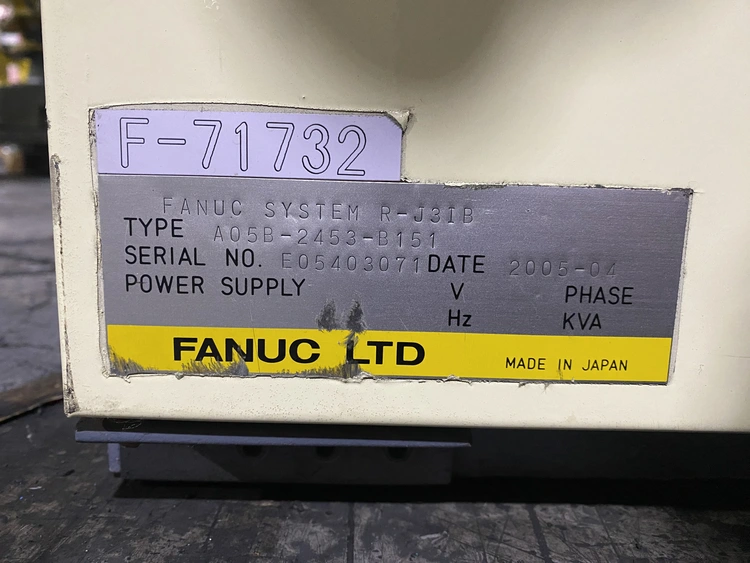 F-71732
FANUC SYSTEM R-J3IB
TYPE A05B-2453-B151
SERIAL NO. E05403071 DATE 2005-04
POWER SUPPLY V PHASE
Hz KVA
FANUC LTD MADE IN JAPAN